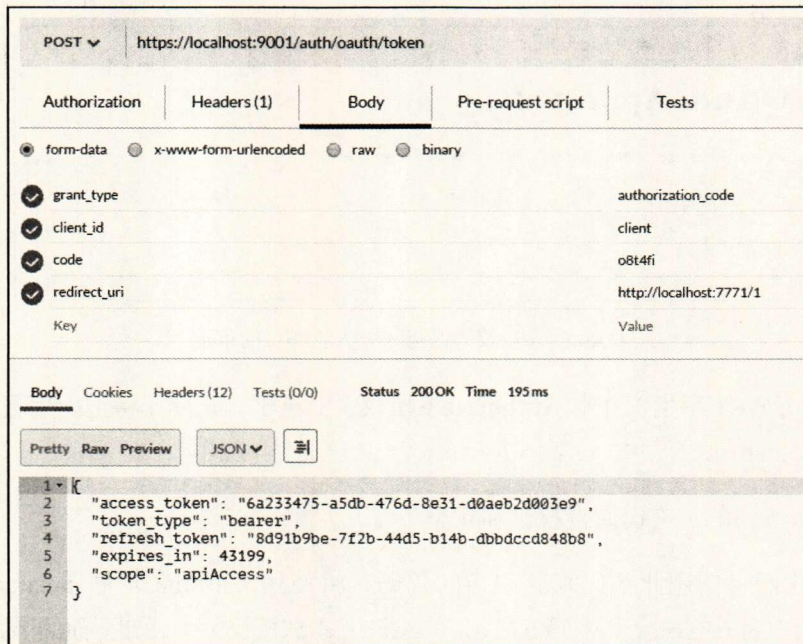 POST https://localhost:9001/auth/oauth/token
Authorization Headers (1) Body Pre-request script Tests
form-data x-www-form-urlencoded raw binary
grant_type authorization_code
client_id client
code o8t4fi
redirect_uri http://localhost:7771/1
Key Value
Body Cookies Headers (12) Tests (0/0) Status 200 OK Time 195 ms
Pretty Raw Preview JSON
1 {
2 "access_token": "6a233475-a5db-476d-8e31-d0aeb2d003e9",
3 "token_type": "bearer",
4 "refresh_token": "8d91b9be-7f2b-44d5-b14b-dbbdccd848b8",
5 "expires_in": 43199,
6 "scope": "apiAccess"
7 }